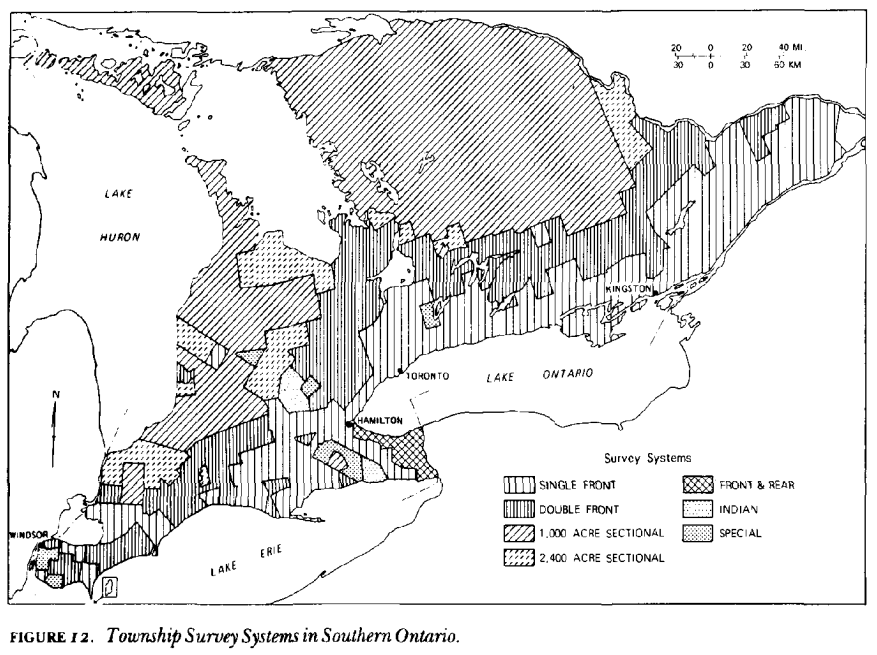 20 0 20 40 MI
30 0 30 60 KM
LAKE
HURON
KINGSTON
TORONTO
LAKE ONTARIO
N
HAMILTON
Survey Systems
SINGLE FRONT
DOUBLE FRONT
1,000 ACRE SECTIONAL
2,400 ACRE SECTIONAL
FRONT & REAR
INDIAN
SPECIAL
WINDSOR
LAKE ERIE
FIGURE 12. Township Survey Systems in Southern Ontario.